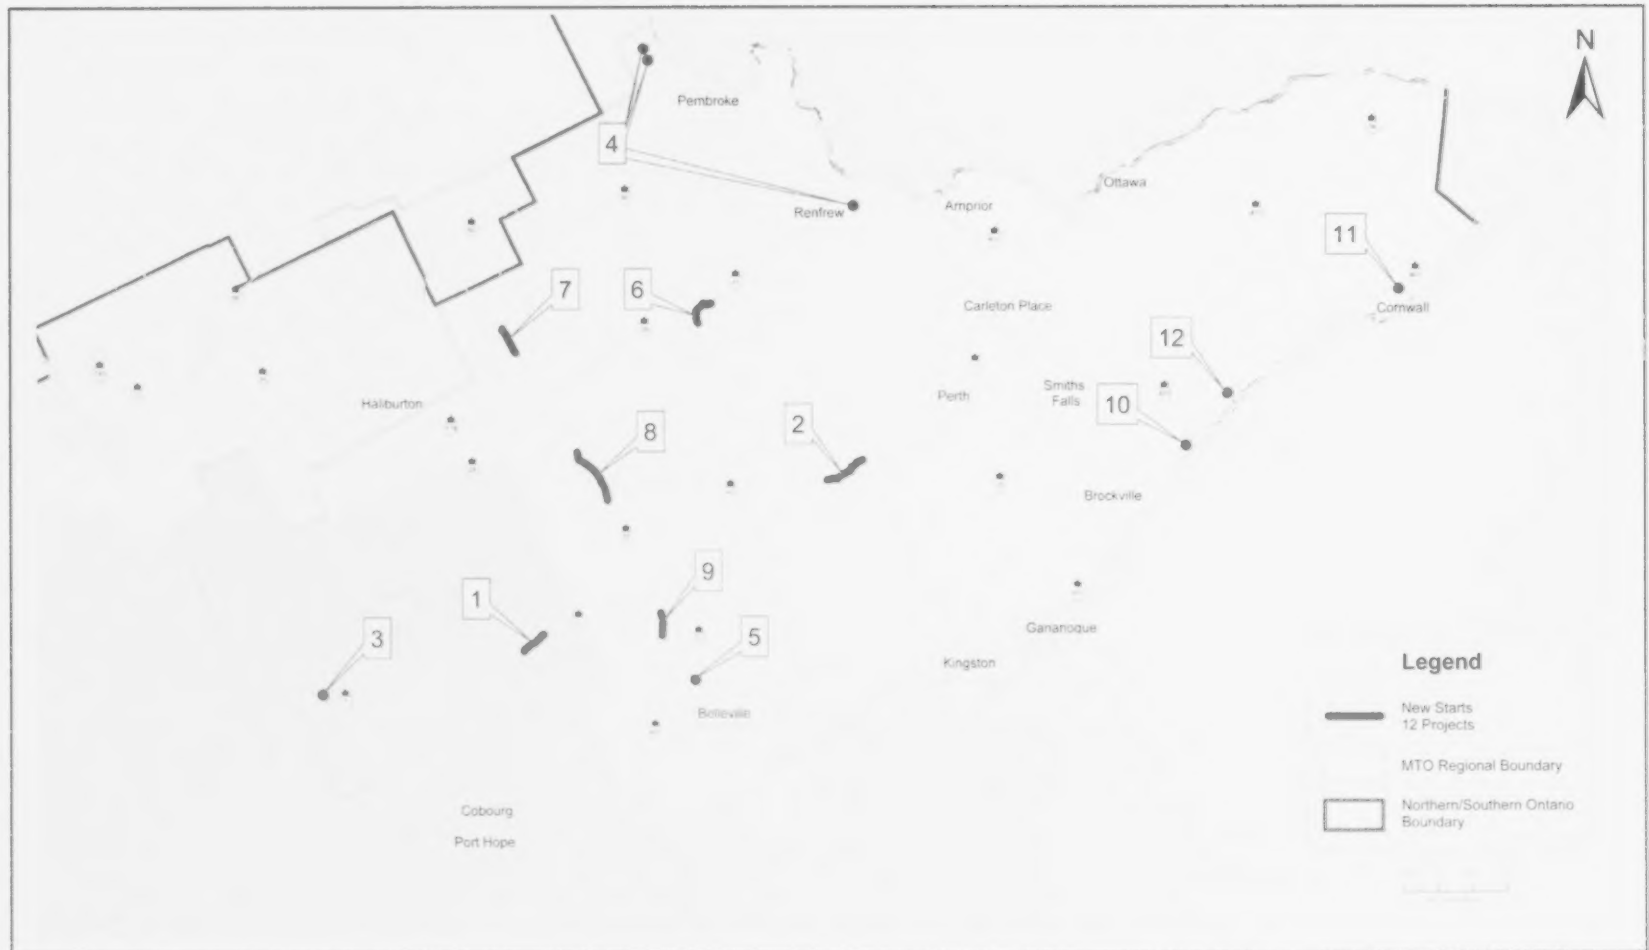 N
Pembroke
4
Ottawa
Renfrew
Arnprior
11
7
6
Carleton Place
Cornwall
12
Haliburton
Perth
Smiths
Falls
10
8
2
Brockville
9
1
3
5
Gananoque
Kingston
Belleville
Cobourg
Port Hope
Legend
New Starts
12 Projects
MTO Regional Boundary
Northern/Southern Ontario
Boundary